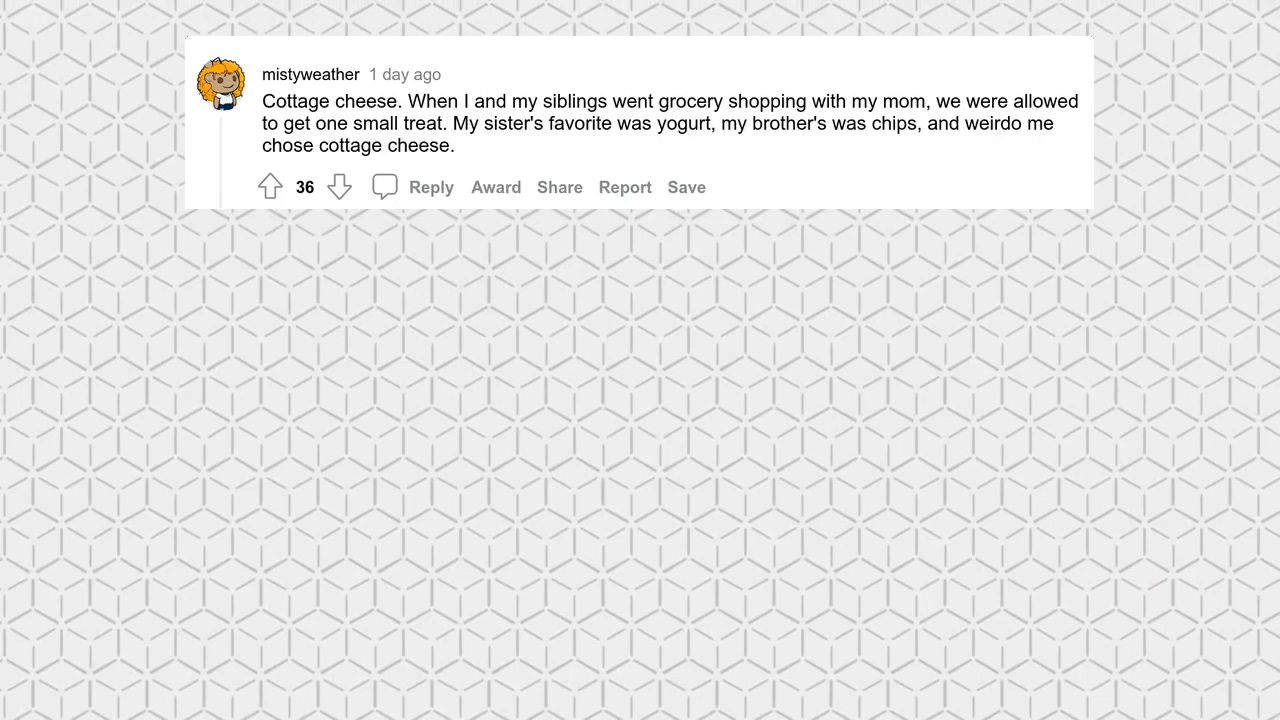 mistyweather 1 day ago
Cottage cheese. When I and my siblings went grocery shopping with my mom, we were allowed
to get one small treat. My sister's favorite was yogurt, my brother's was chips, and weirdo me
chose cottage cheese.
36 Reply Award Share Report Save